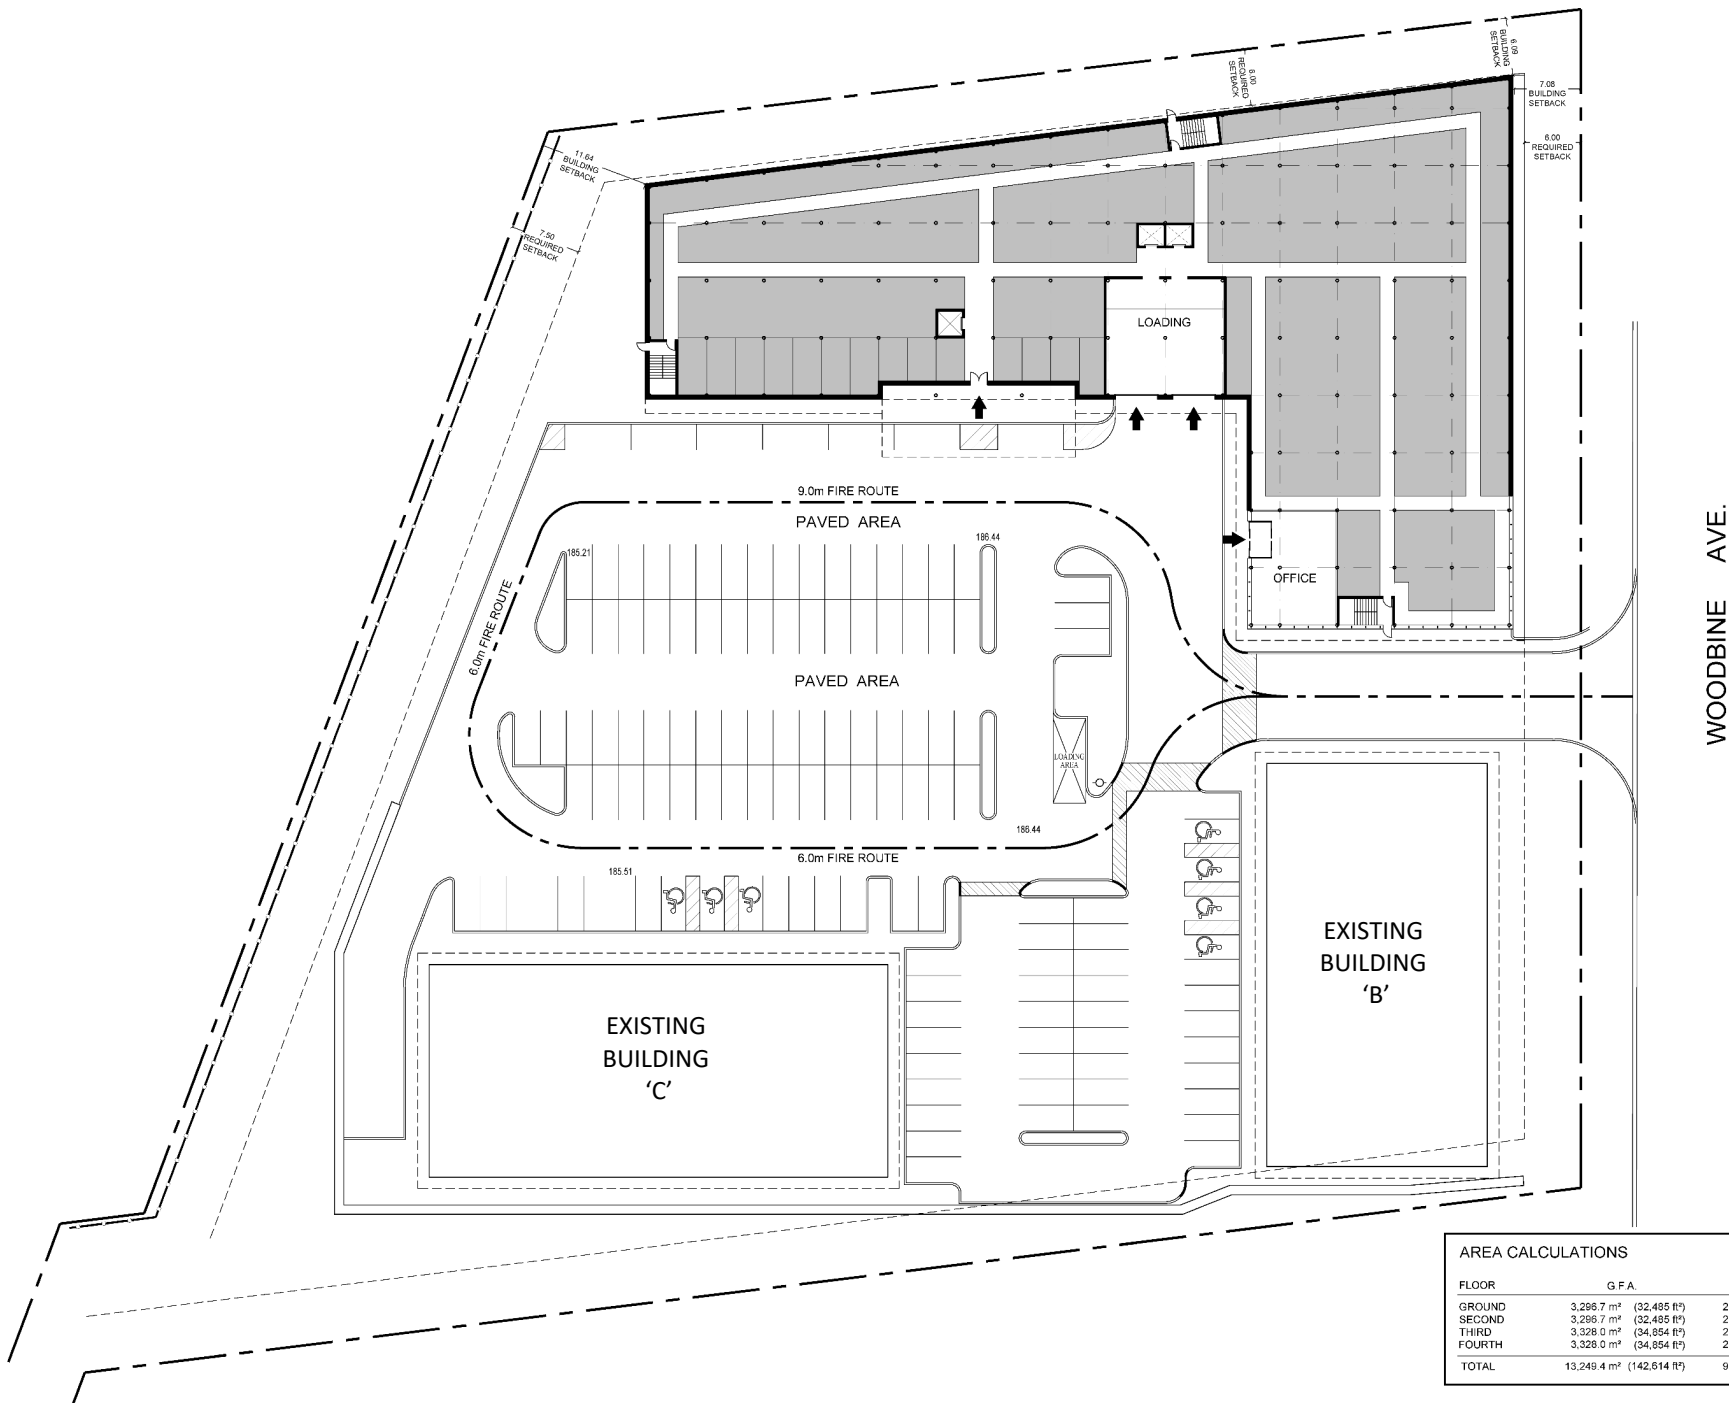 6.09
BUILDING
SETBACK
6.00
REQUIRED
SETBACK
7.08
BUILDING
SETBACK
6.00
REQUIRED
SETBACK
11.64
BUILDING
SETBACK
7.50
REQUIRED
SETBACK
LOADING
9.0m FIRE ROUTE
PAVED AREA
185.21
186.44
OFFICE
6.0m FIRE ROUTE
WOODBINE AVE.
PAVED AREA
LOADING
AREA
186.44
6.0m FIRE ROUTE
185.51
EXISTING
BUILDING
‘B’
EXISTING
BUILDING
‘C’
AREA CALCULATIONS
FLOOR G.F.A.
GROUND 3,296.7 m² (32,485 ft²) 2
SECOND 3,296.7 m² (32,485 ft²) 2
THIRD 3,328.0 m² (34,854 ft²) 2
FOURTH 3,328.0 m² (34,854 ft²) 2
TOTAL 13,249.4 m² (142,614 ft²) 9